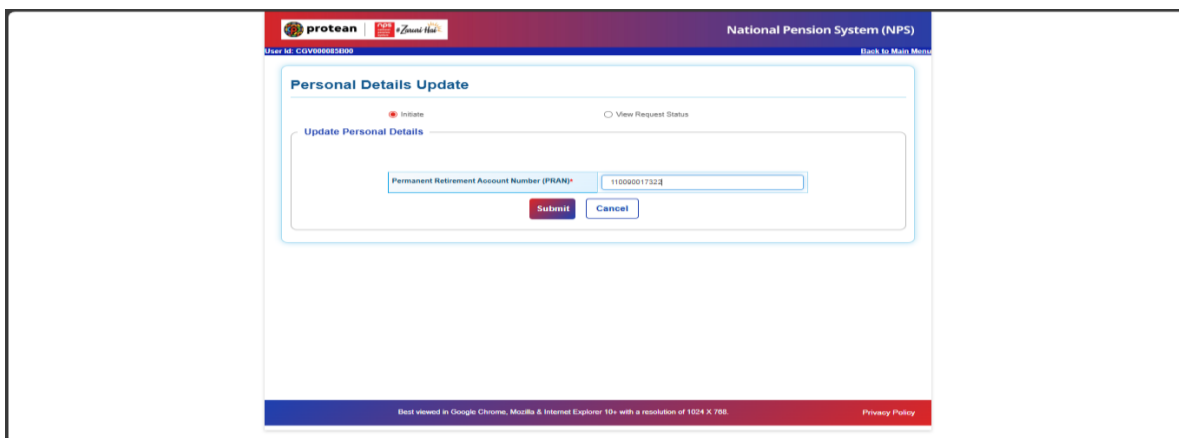 protean nps Zaruri Hai National Pension System (NPS)
User Id: CGV000085D00 Back to Main Menu
Personal Details Update
Initiate View Request Status
Update Personal Details
Permanent Retirement Account Number (PRAN)* 110090017322
Submit Cancel
Best viewed in Google Chrome, Mozilla & Internet Explorer 10+ with a resolution of 1024 X 768. Privacy Policy